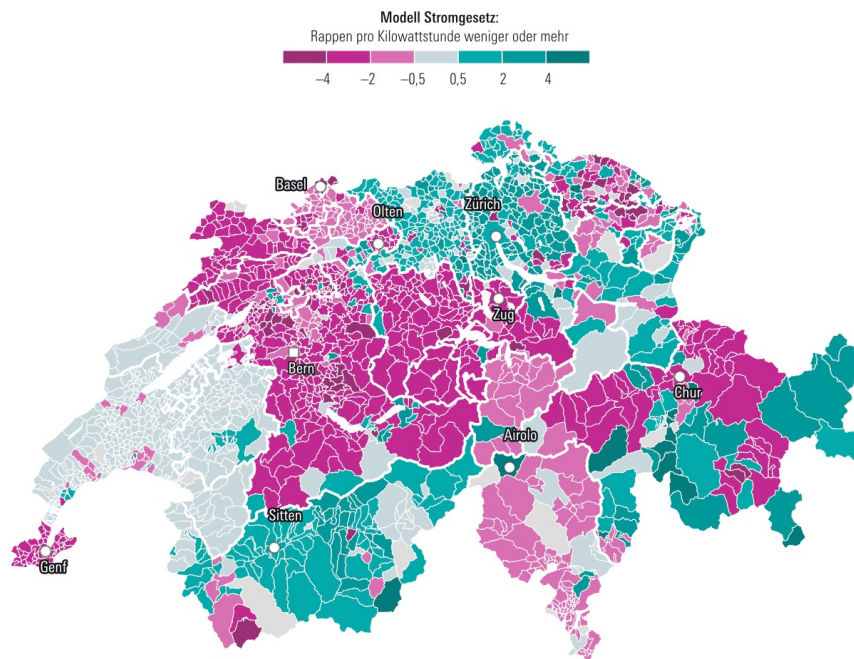 Modell Stromgesetz:
Rappen pro Kilowattstunde weniger oder mehr
–4 –2 –0,5 0,5 2 4
Basel
Olten
Zürich
Zug
Bern
Chur
Airolo
Sitten
Genf